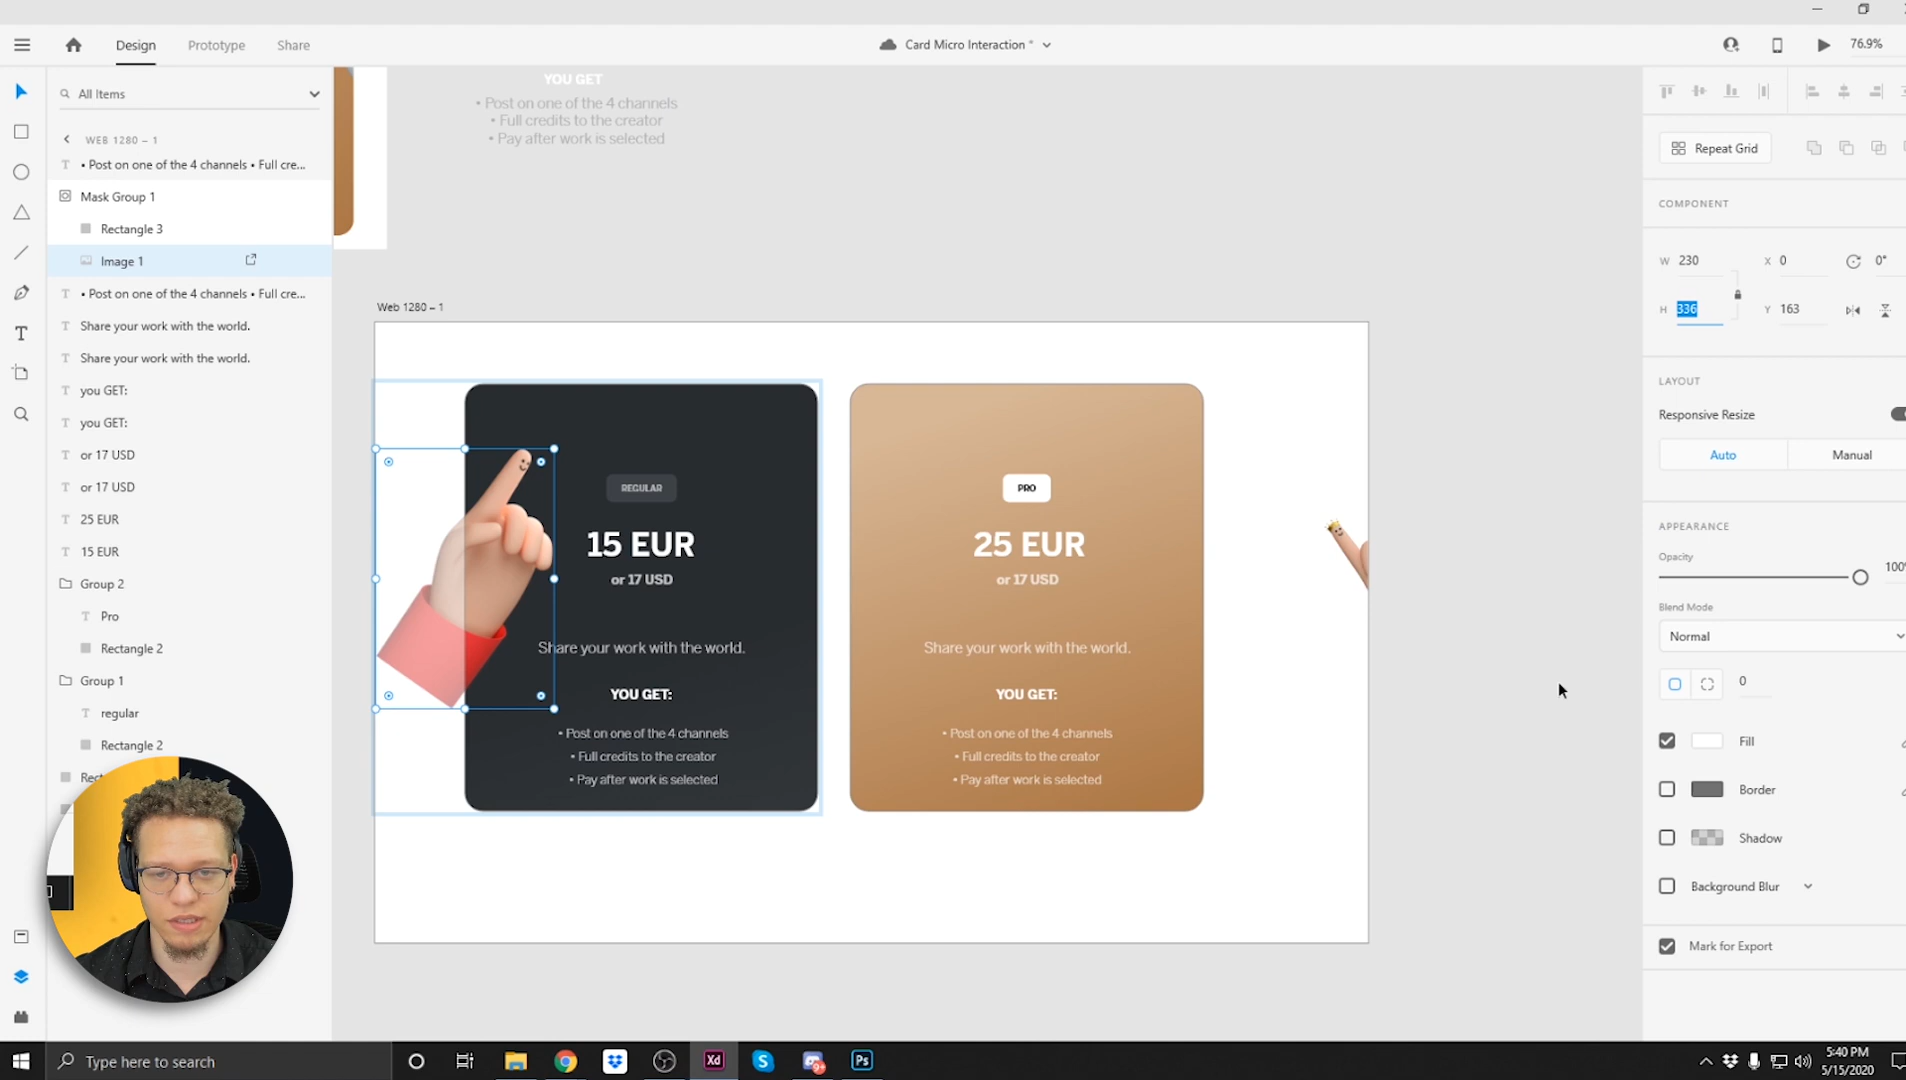 Design
Prototype
Share
Card Micro Interaction *
76.9%
All Items
WEB 1280 – 1
• Post on one of the 4 channels • Full cre...
Mask Group 1
Rectangle 3
Image 1
• Post on one of the 4 channels • Full cre...
Share your work with the world.
Share your work with the world.
you GET:
you GET:
or 17 USD
or 17 USD
25 EUR
15 EUR
Group 2
Pro
Rectangle 2
Group 1
regular
Rectangle 2
YOU GET
• Post on one of the 4 channels
• Full credits to the creator
• Pay after work is selected
Web 1280 – 1
REGULAR
15 EUR
or 17 USD
Share your work with the world.
YOU GET:
• Post on one of the 4 channels
• Full credits to the creator
• Pay after work is selected
PRO
25 EUR
or 17 USD
Share your work with the world.
YOU GET:
• Post on one of the 4 channels
• Full credits to the creator
• Pay after work is selected
Repeat Grid
COMPONENT
W 230 X 0 0°
H 336 Y 163
LAYOUT
Responsive Resize
Auto Manual
APPEARANCE
Opacity
Blend Mode
Normal
0
Fill
Border
Shadow
Background Blur
Mark for Export
Type here to search
Xd
Ps
5:40 PM
5/15/2020